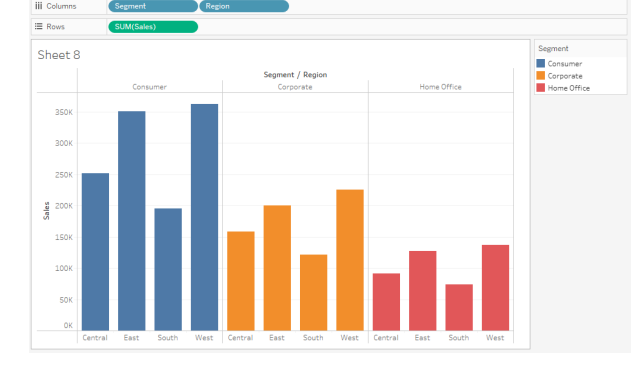 Columns Segment Region
Rows SUM(Sales)
Sheet 8
Segment / Region
Consumer Corporate Home Office
350K
300K
250K
200K
150K
100K
50K
0K
Sales
Central East South West Central East South West Central East South West
Segment
Consumer
Corporate
Home Office